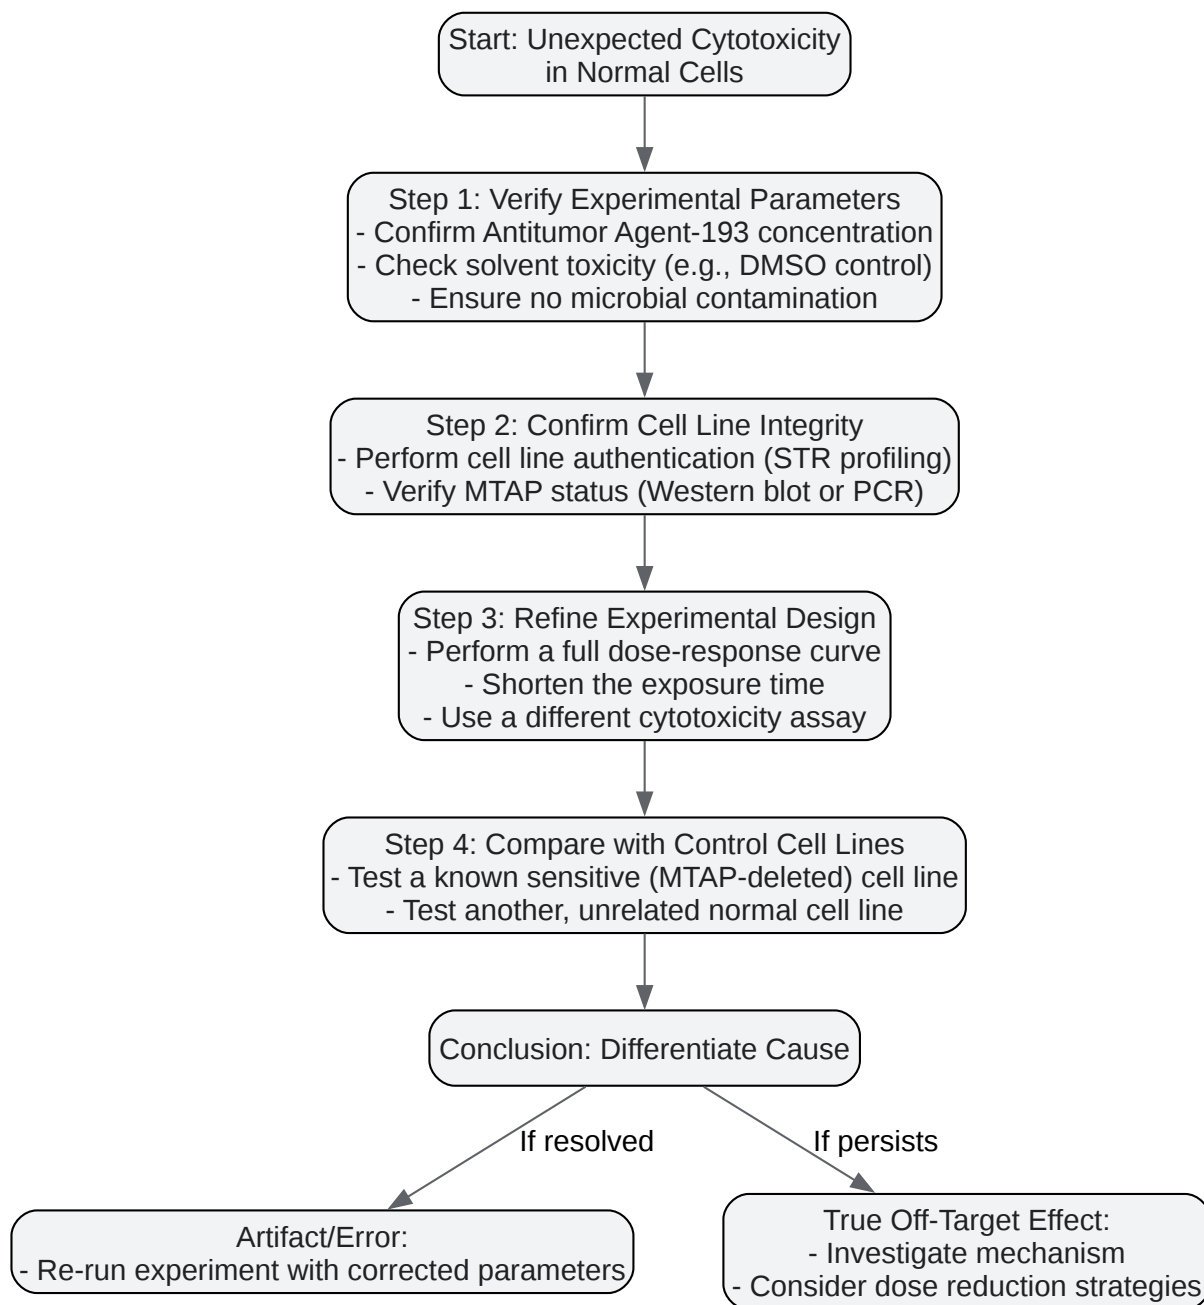 Start: Unexpected Cytotoxicity
in Normal Cells
Step 1: Verify Experimental Parameters
- Confirm Antitumor Agent-193 concentration
- Check solvent toxicity (e.g., DMSO control)
- Ensure no microbial contamination
Step 2: Confirm Cell Line Integrity
- Perform cell line authentication (STR profiling)
- Verify MTAP status (Western blot or PCR)
Step 3: Refine Experimental Design
- Perform a full dose-response curve
- Shorten the exposure time
- Use a different cytotoxicity assay
Step 4: Compare with Control Cell Lines
- Test a known sensitive (MTAP-deleted) cell line
- Test another, unrelated normal cell line
Conclusion: Differentiate Cause
If resolved
If persists
Artifact/Error:
- Re-run experiment with corrected parameters
True Off-Target Effect:
- Investigate mechanism
- Consider dose reduction strategies